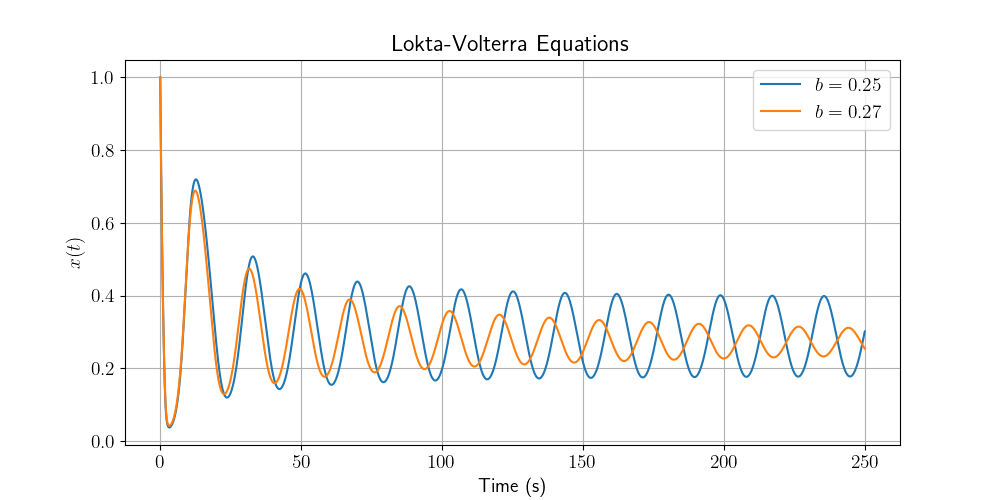 Lokta-Volterra Equations
b = 0.25
b = 0.27
1.0
0.8
0.6
0.4
0.2
0.0
x(t)
0 50 100 150 200 250
Time (s)